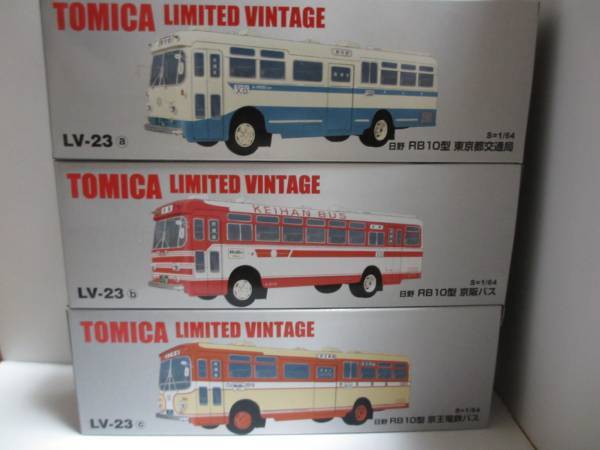 TOMICA LIMITED VINTAGE
LV-23 a
S=1/64
日野 RB10型 東京都交通局
TOMICA LIMITED VINTAGE
KEIHAN BUS
LV-23 b
S=1/64
日野 RB10型 京阪バス
TOMICA LIMITED VINTAGE
LV-23 c
S=1/64
日野 RB10型 京王電鉄バス